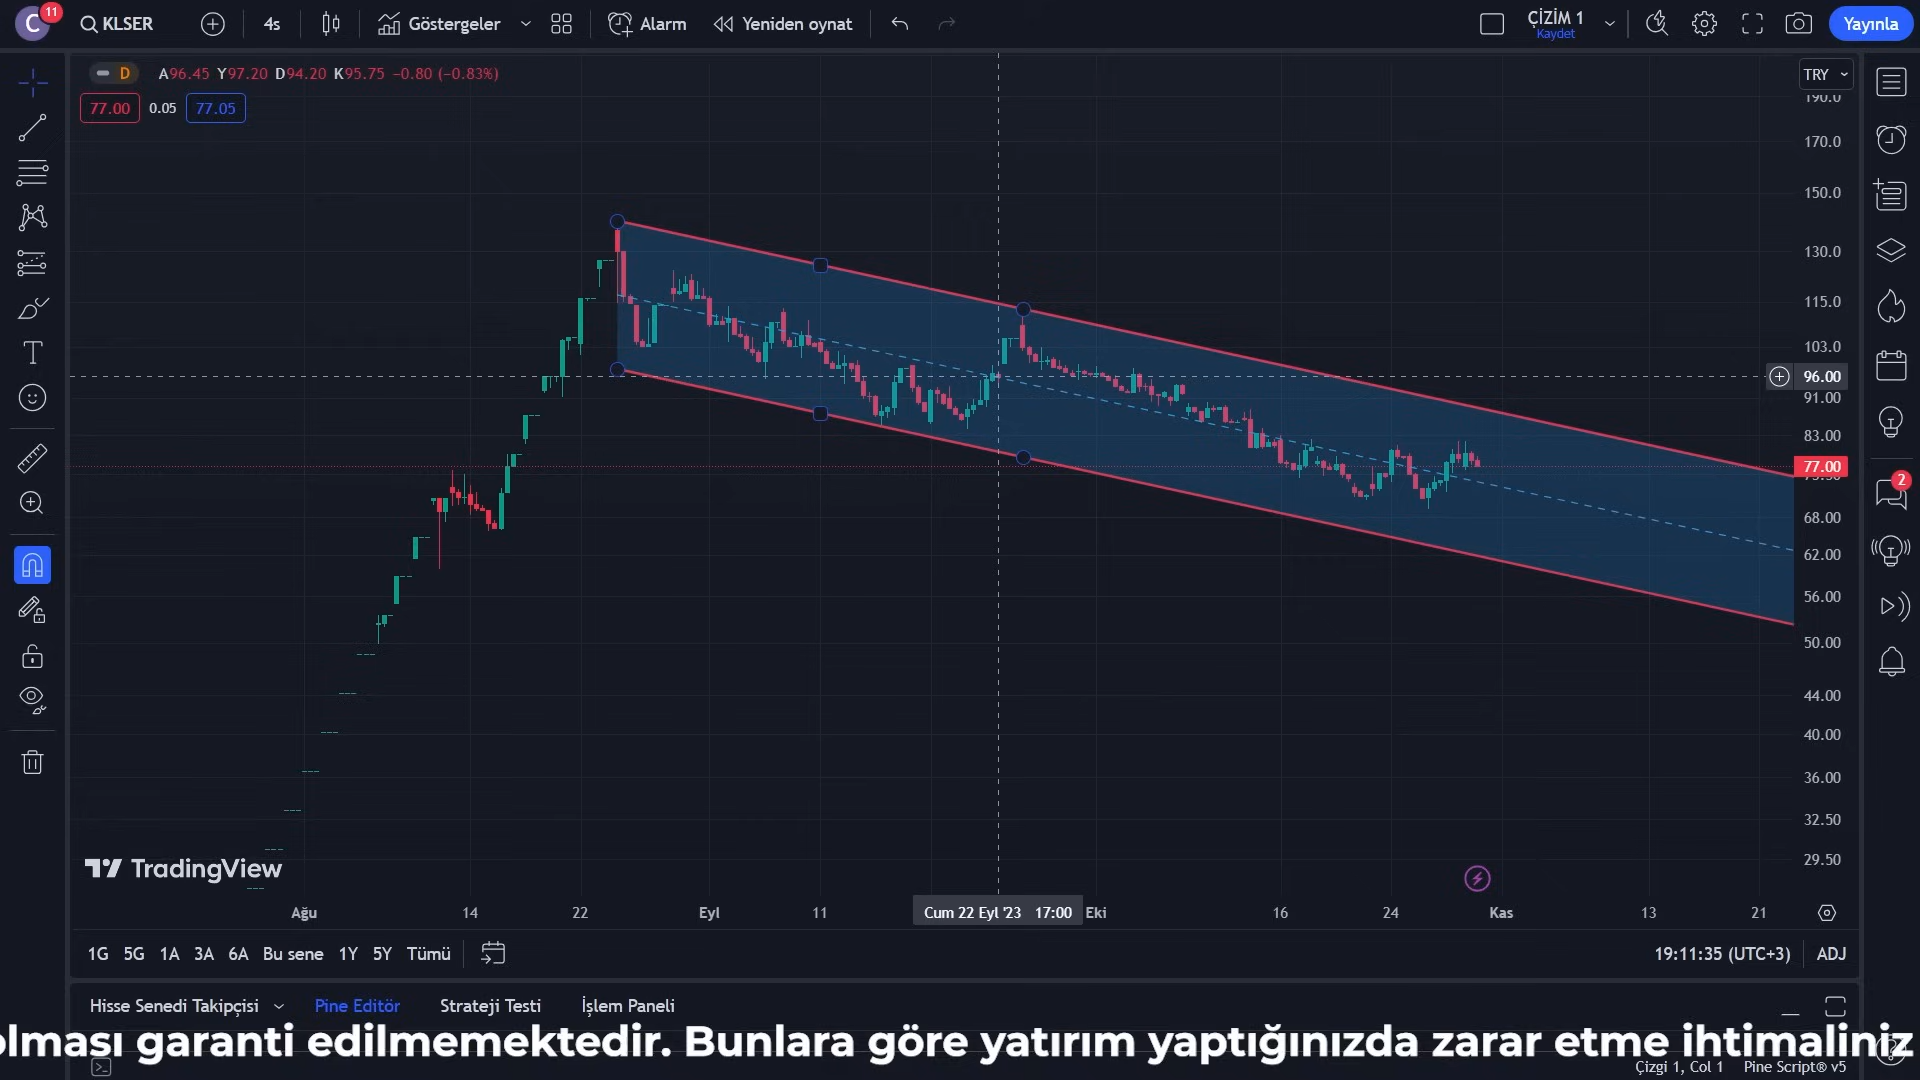 C 11 KLSER 4s Göstergeler Alarm Yeniden oynat ÇİZİM 1 Kaydet Yayınla
D A96.45 Y97.20 D94.20 K95.75 −0.80 (−0.83%) TRY
77.00 0.05 77.05
190.0
170.0
150.0
130.0
115.0
103.0
96.00
91.00
83.00
77.00
68.00
62.00
56.00
50.00
44.00
40.00
36.00
32.50
29.50
2
TradingView
Ağu 14 22 Eyl 11 Cum 22 Eyl '23 17:00 Eki 16 24 Kas 13 21
1G 5G 1A 3A 6A Bu sene 1Y 5Y Tümü 19:11:35 (UTC+3) ADJ
Hisse Senedi Takipçisi Pine Editör Strateji Testi İşlem Paneli
olması garanti edilmemektedir. Bunlara göre yatırım yaptığınızda zarar etme ihtimaliniz
Çizgi 1, Col 1 Pine Script® v5